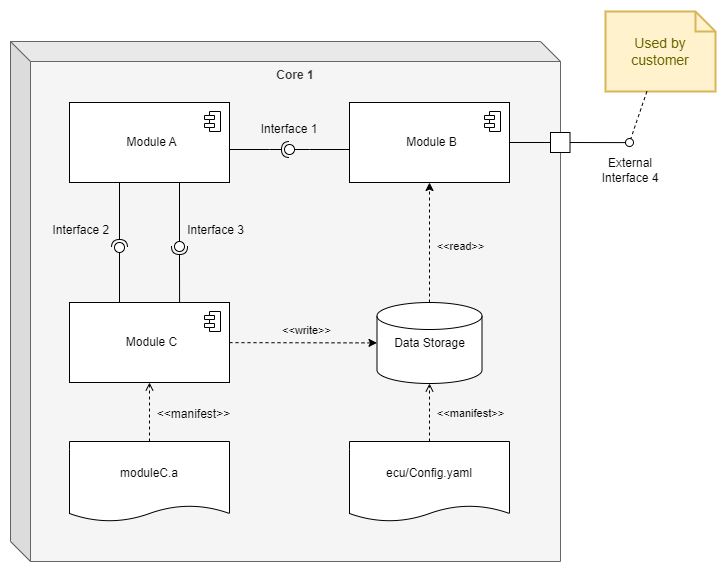 Used by
customer
Core 1
Module A
Interface 1
Module B
External
Interface 4
Interface 2
Interface 3
<<read>>
Module C
<<write>>
Data Storage
<<manifest>>
<<manifest>>
moduleC.a
ecu/Config.yaml